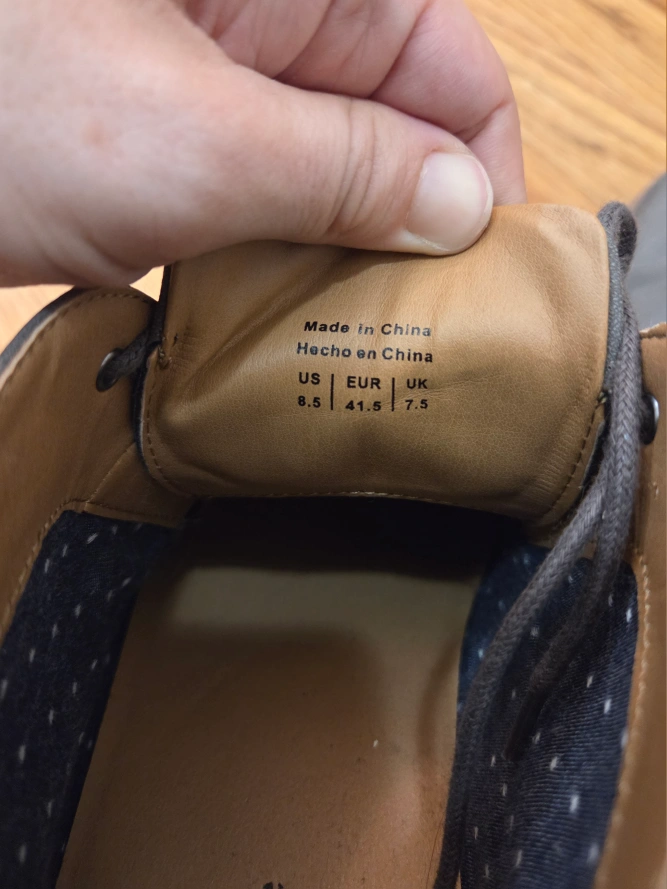 Made in China
Hecho en China
US | EUR | UK
8.5 | 41.5 | 7.5